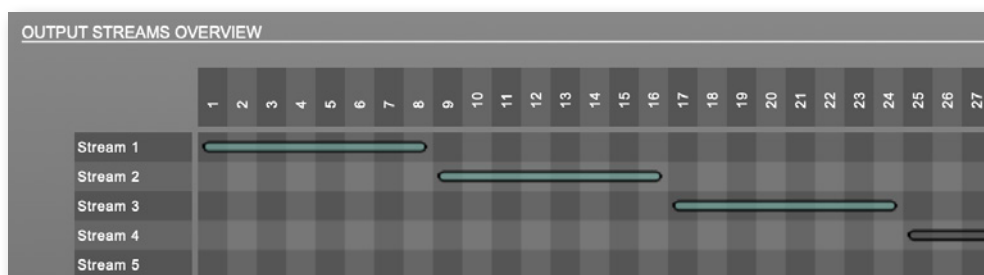 OUTPUT STREAMS OVERVIEW
1 2 3 4 5 6 7 8 9 10 11 12 13 14 15 16 17 18 19 20 21 22 23 24 25 26 27
Stream 1
Stream 2
Stream 3
Stream 4
Stream 5